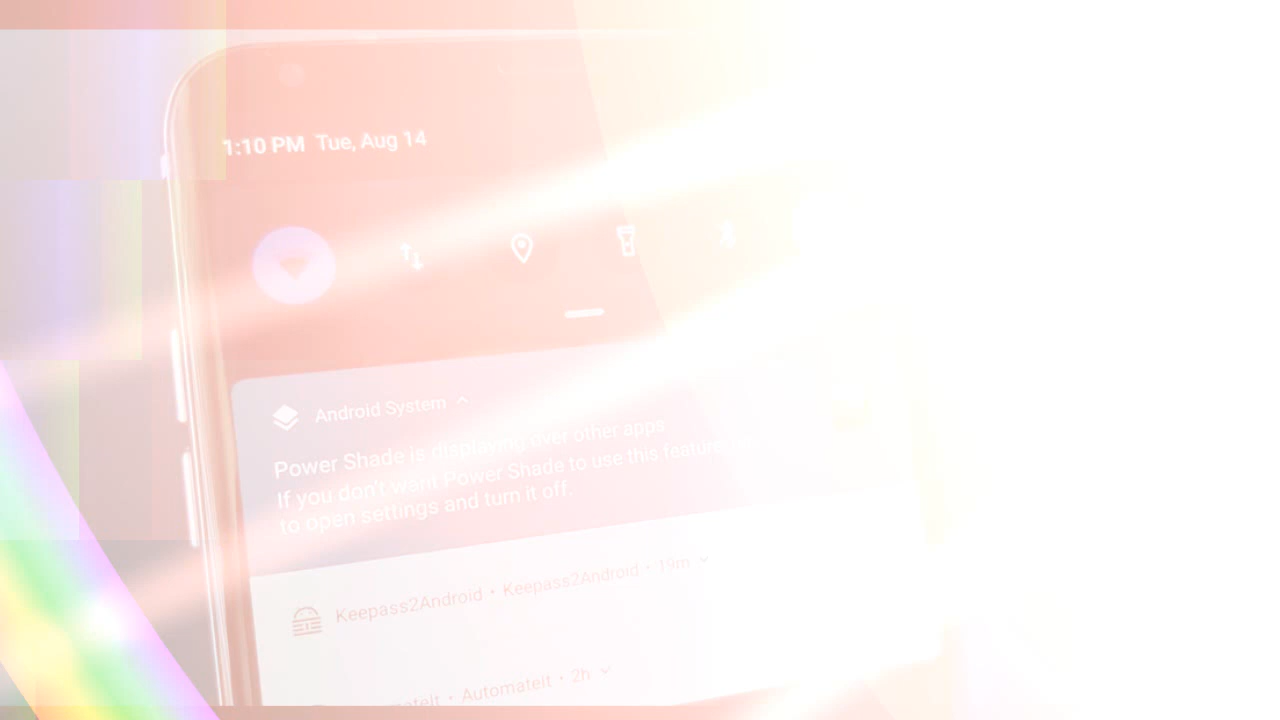 1:10 PM Tue, Aug 14
Android System
Power Shade is displaying over other apps
If you don't want Power Shade to use this feature,
to open settings and turn it off.
Keepass2Android • Keepass2Android • 19m
AutomateIt • 2h